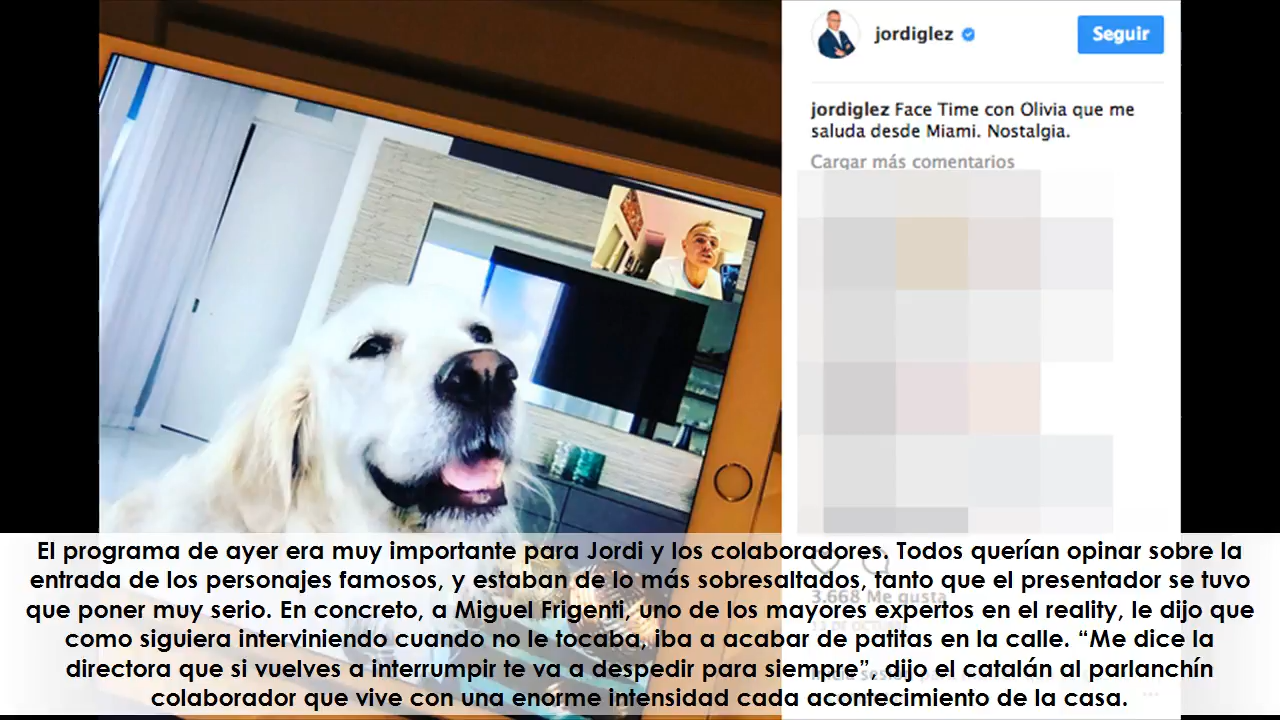 jordiglez
Seguir
jordiglez Face Time con Olivia que me
saluda desde Miami. Nostalgia.
Cargar más comentarios
El programa de ayer era muy importante para Jordi y los colaboradores. Todos querían opinar sobre la
entrada de los personajes famosos, y estaban de lo más sobresaltados, tanto que el presentador se tuvo
3.668 Me gusta
que poner muy serio. En concreto, a Miguel Frigenti, uno de los mayores expertos en el reality, le dijo que
como siguiera interviniendo cuando no le tocaba, iba a acabar de patitas en la calle. “Me dice la
directora que si vuelves a interrumpir te va a despedir para siempre”, dijo el catalán al parlanchín
colaborador que vive con una enorme intensidad cada acontecimiento de la casa.